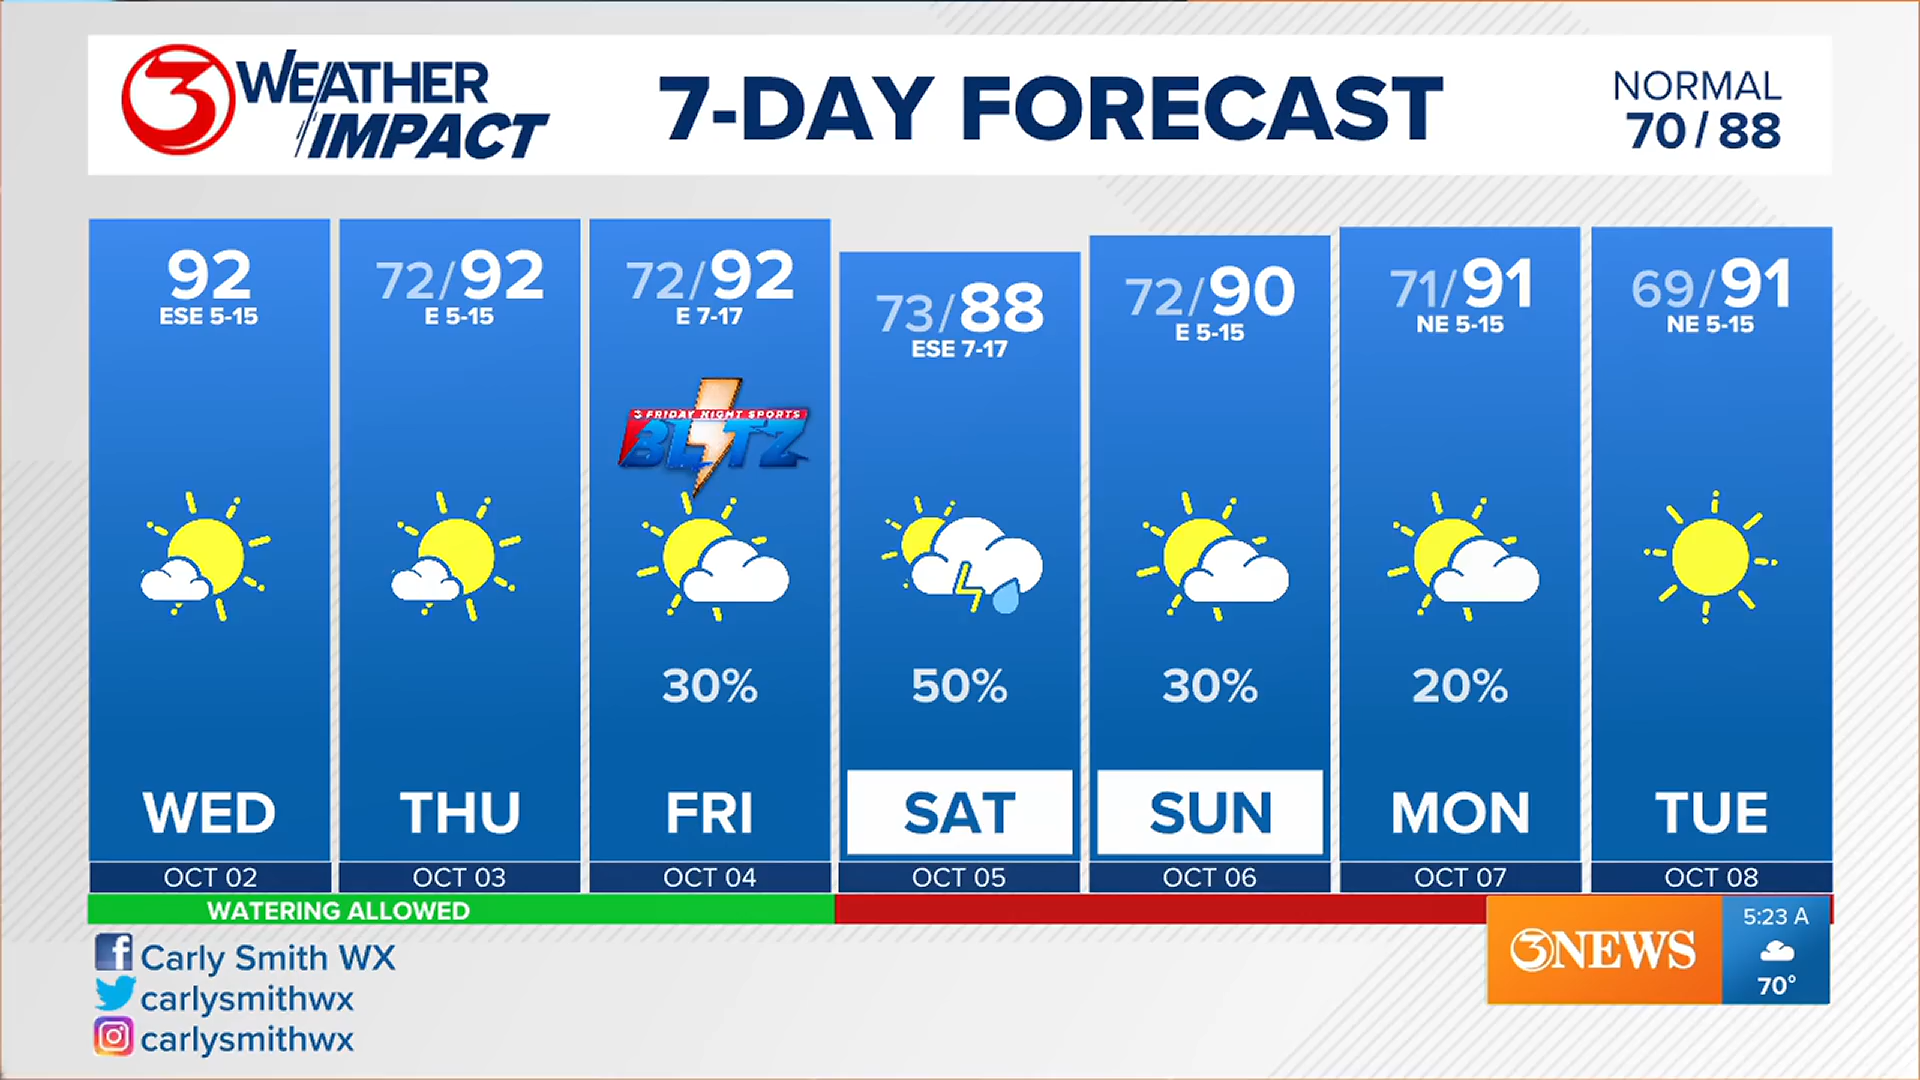 3 WEATHER IMPACT
7-DAY FORECAST
NORMAL
70 / 88
92
ESE 5-15
72/92
E 5-15
72/92
E 7-17
73/88
ESE 7-17
72/90
E 5-15
71/91
NE 5-15
69/91
NE 5-15
3 FRIDAY NIGHT SPORTS
BLITZ
30%
50%
30%
20%
WED
THU
FRI
SAT
SUN
MON
TUE
OCT 02
OCT 03
OCT 04
OCT 05
OCT 06
OCT 07
OCT 08
WATERING ALLOWED
f Carly Smith WX
carlysmithwx
carlysmithwx
3NEWS
5:23 A
70°